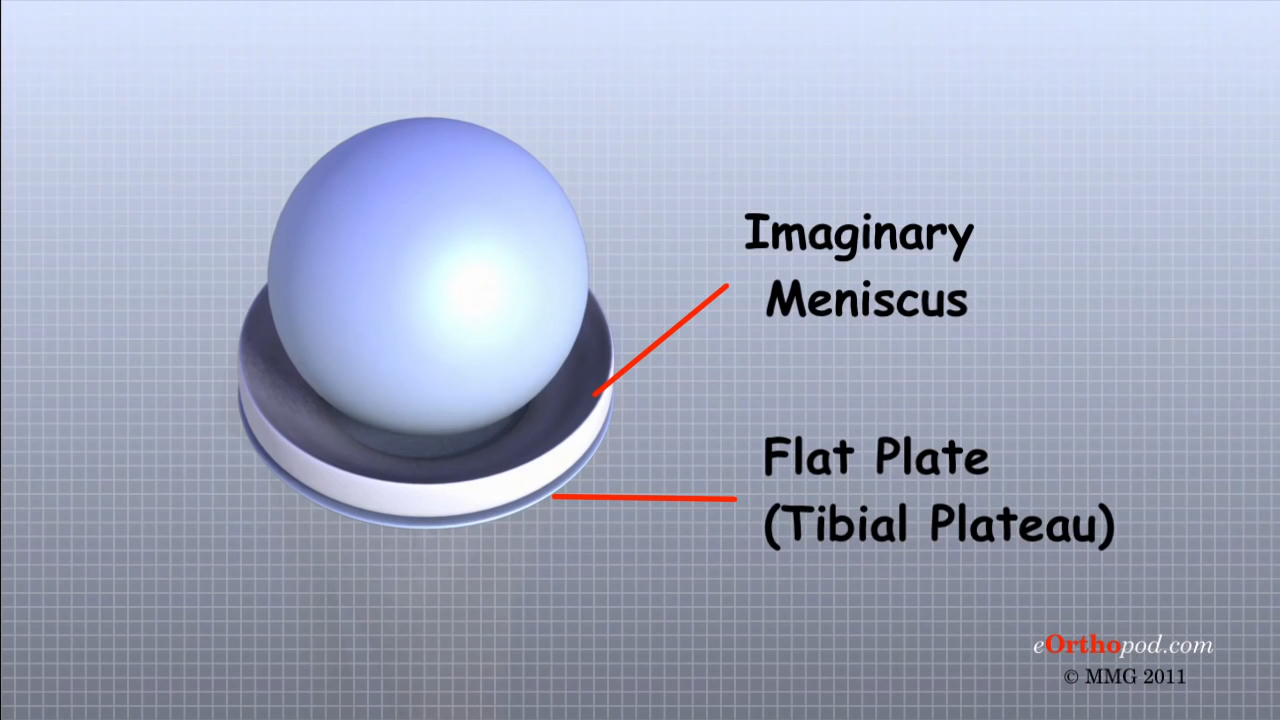 Imaginary
Meniscus
Flat Plate
(Tibial Plateau)
eOrthopod.com
© MMG 2011